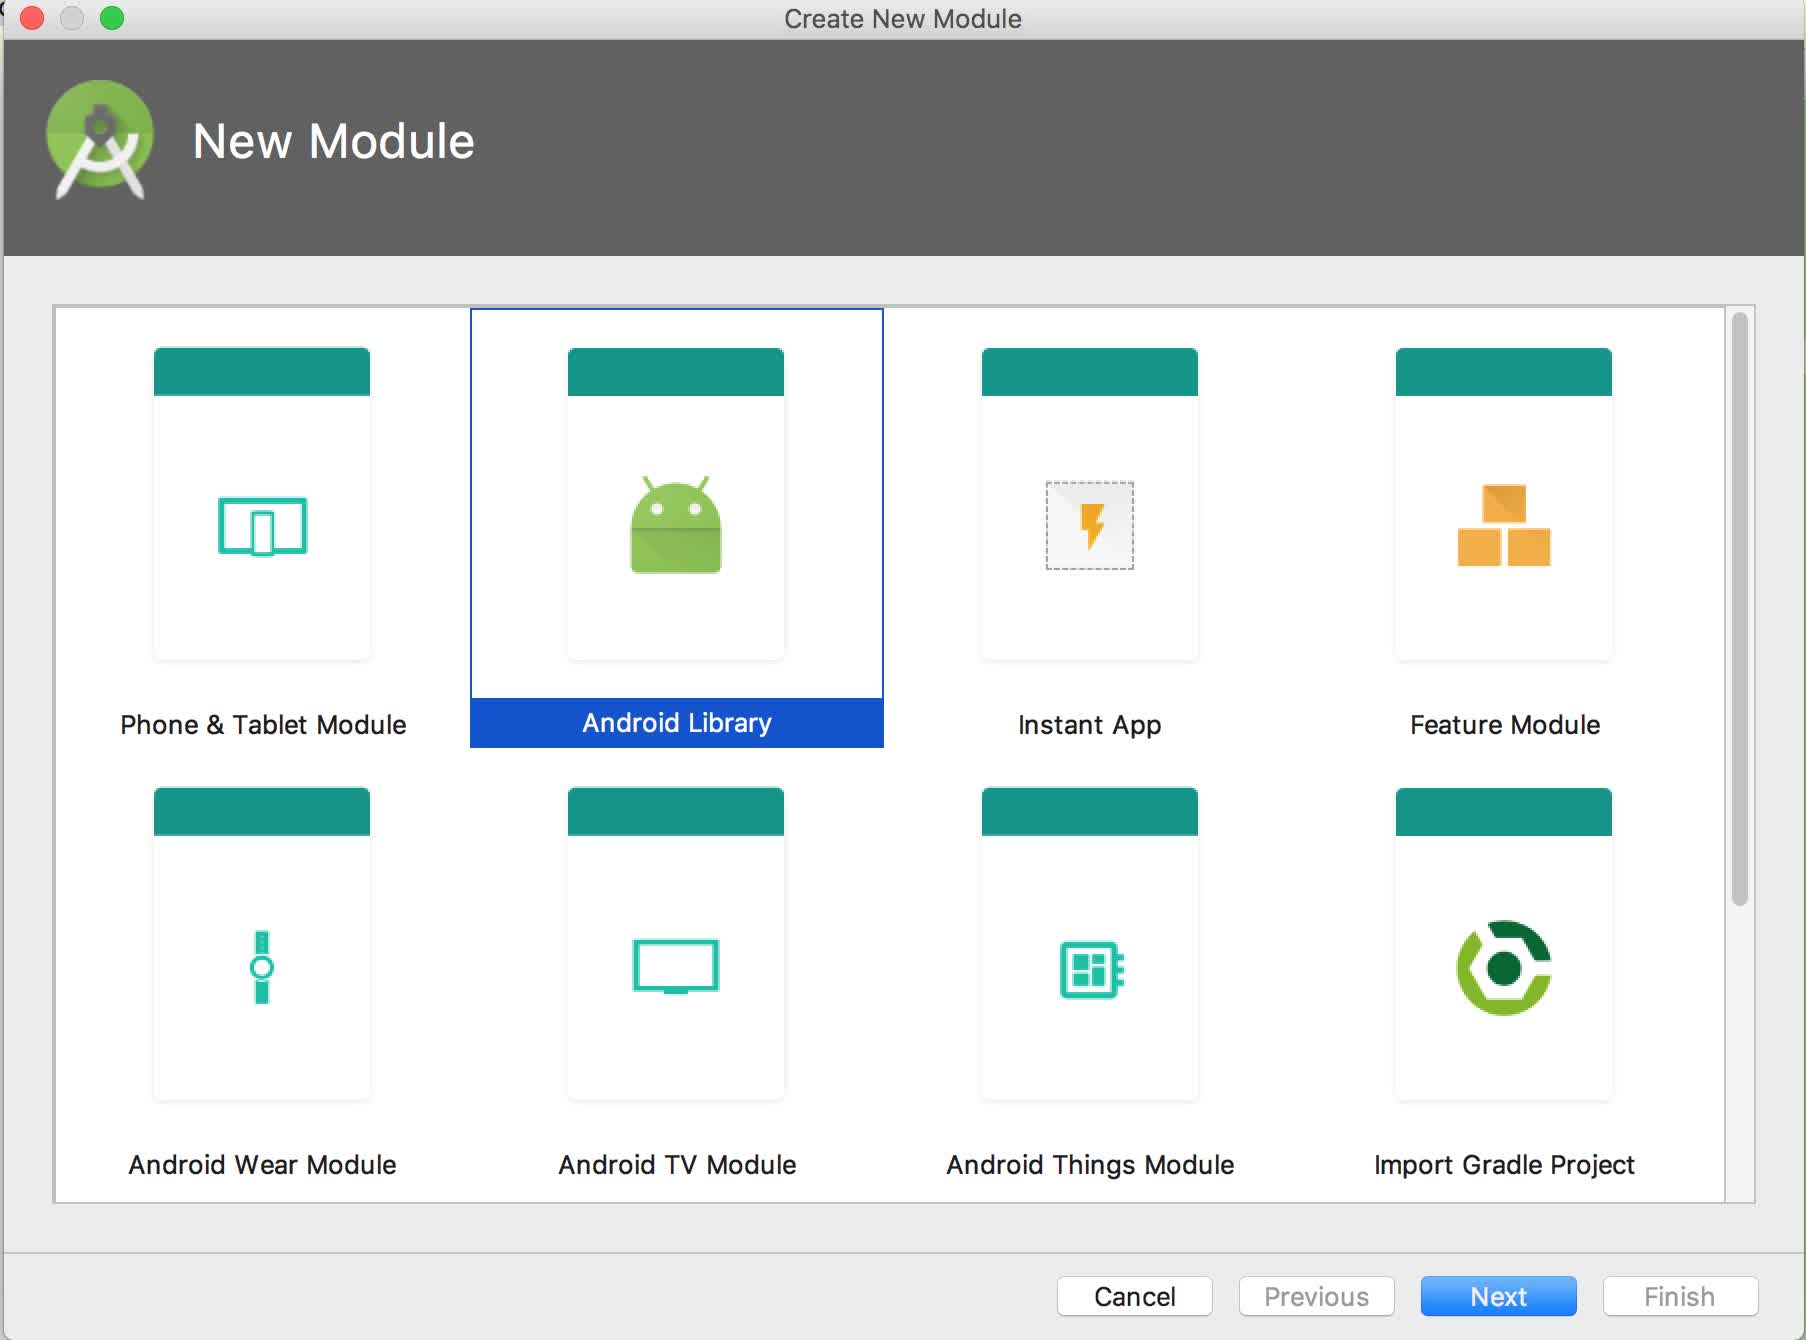 Create New Module
New Module
Phone & Tablet Module
Android Library
Instant App
Feature Module
Android Wear Module
Android TV Module
Android Things Module
Import Gradle Project
Cancel
Previous
Next
Finish